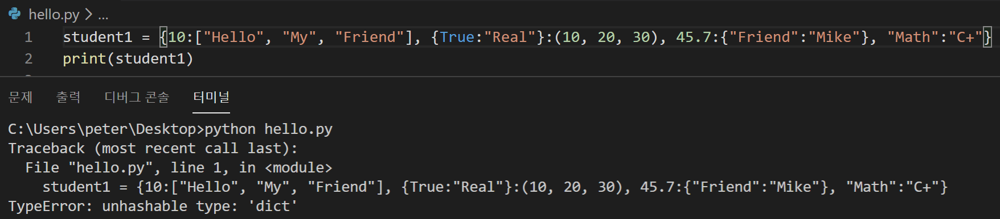 hello.py > ...
1 student1 = {10:["Hello", "My", "Friend"], {True:"Real"}:(10, 20, 30), 45.7:{"Friend":"Mike"}, "Math":"C+"}
2 print(student1)
문제 출력 디버그 콘솔 터미널
C:\Users\peter\Desktop>python hello.py
Traceback (most recent call last):
  File "hello.py", line 1, in <module>
    student1 = {10:["Hello", "My", "Friend"], {True:"Real"}:(10, 20, 30), 45.7:{"Friend":"Mike"}, "Math":"C+"}
TypeError: unhashable type: 'dict'